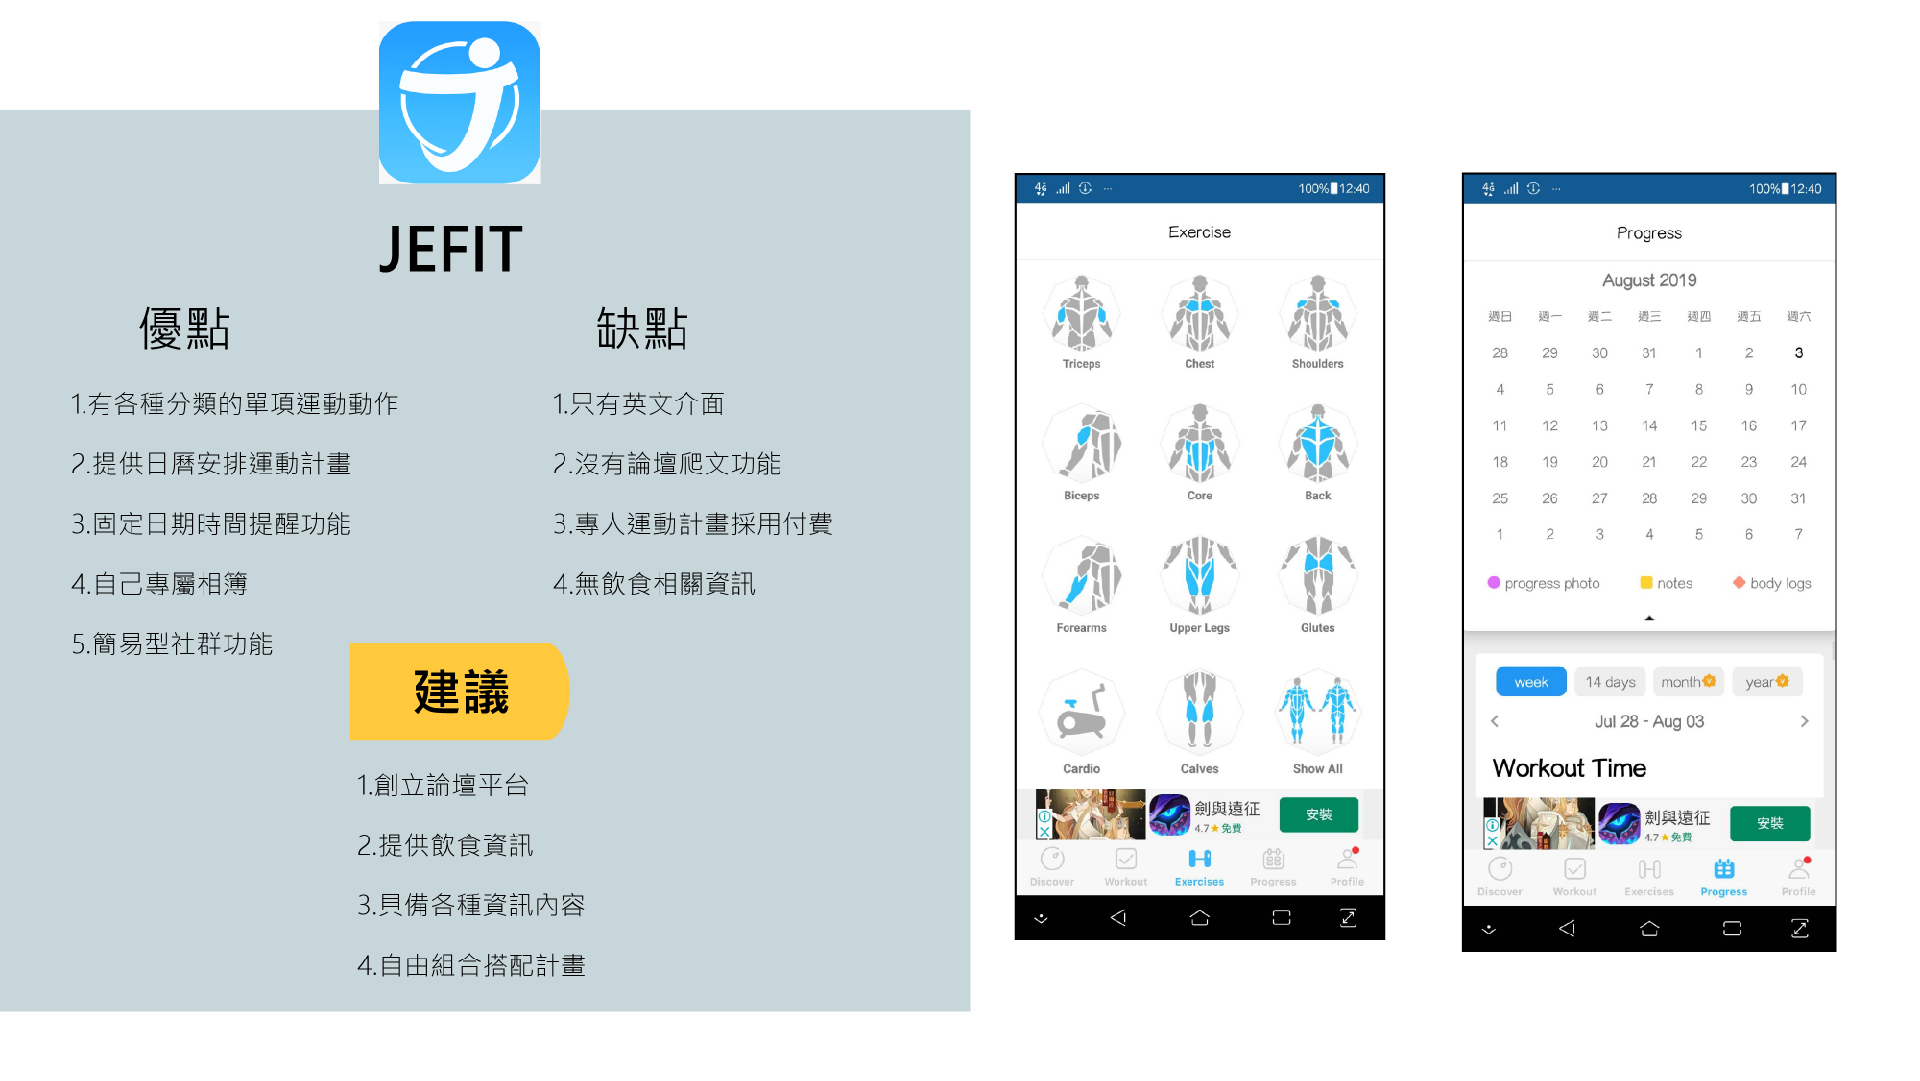 JEFIT
優點
1.有各種分類的單項運動動作
2.提供日曆安排運動計畫
3.固定日期時間提醒功能
4.自己專屬相簿
5.簡易型社群功能
缺點
1.只有英文介面
2.沒有論壇爬文功能
3.專人運動計畫採用付費
4.無飲食相關資訊
建議
1.創立論壇平台
2.提供飲食資訊
3.具備各種資訊內容
4.自由組合搭配計畫
100% 12:40
Exercise
Triceps Chest Shoulders
Biceps Core Back
Forearms Upper Legs Glutes
Cardio Calves Show All
劍與遠征
4.7★免費
安裝
Discover Workout Exercises Progress Profile
100% 12:40
Progress
August 2019
週日 週一 週二 週三 週四 週五 週六
28 29 30 31 1 2 3
4 5 6 7 8 9 10
11 12 13 14 15 16 17
18 19 20 21 22 23 24
25 26 27 28 29 30 31
1 2 3 4 5 6 7
progress photo notes body logs
week 14 days month year
< Jul 28 - Aug 03 >
Workout Time
劍與遠征
4.7★免費
安裝
Discover Workout Exercises Progress Profile